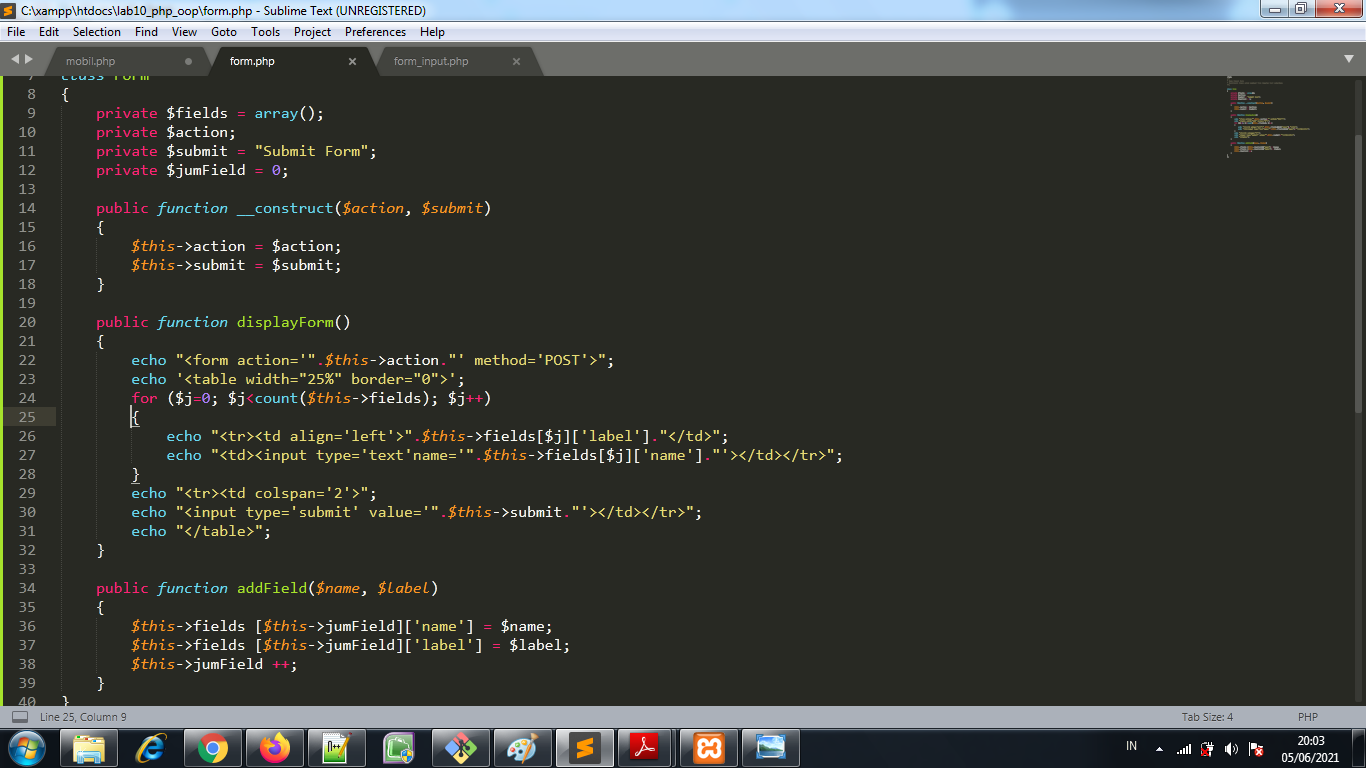 C:\xampp\htdocs\lab10_php_oop\form.php - Sublime Text (UNREGISTERED)
File Edit Selection Find View Goto Tools Project Preferences Help
mobil.php form.php form_input.php
7 class Form
8 {
9 private $fields = array();
10 private $action;
11 private $submit = "Submit Form";
12 private $jumField = 0;
13
14 public function __construct($action, $submit)
15 {
16 $this->action = $action;
17 $this->submit = $submit;
18 }
19
20 public function displayForm()
21 {
22 echo "<form action='".$this->action."' method='POST'>";
23 echo '<table width="25%" border="0">';
24 for ($j=0; $j<count($this->fields); $j++)
25 {
26 echo "<tr><td align='left'>".$this->fields[$j]['label']."</td>";
27 echo "<td><input type='text'name='".$this->fields[$j]['name']."'></td></tr>";
28 }
29 echo "<tr><td colspan='2'>";
30 echo "<input type='submit' value='".$this->submit."'></td></tr>";
31 echo "</table>";
32 }
33
34 public function addField($name, $label)
35 {
36 $this->fields [$this->jumField]['name'] = $name;
37 $this->fields [$this->jumField]['label'] = $label;
38 $this->jumField ++;
39 }
40 }
Line 25, Column 9 Tab Size: 4 PHP
IN 20:03
05/06/2021